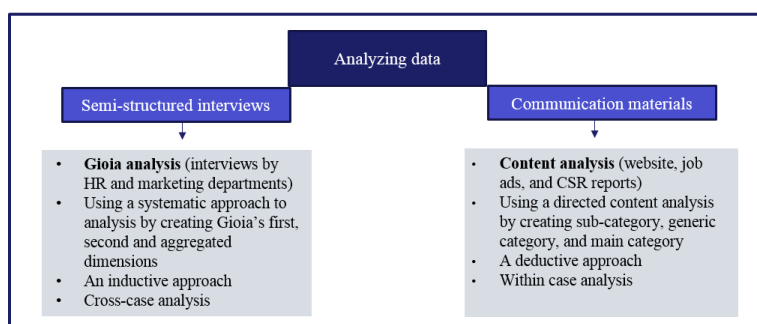 Analyzing data
Semi-structured interviews
• Gioia analysis (interviews by
HR and marketing departments)
• Using a systematic approach to
analysis by creating Gioia's first,
second and aggregated
dimensions
• An inductive approach
• Cross-case analysis
Communication materials
• Content analysis (website, job
ads, and CSR reports)
• Using a directed content analysis
by creating sub-category, generic
category, and main category
• A deductive approach
• Within case analysis